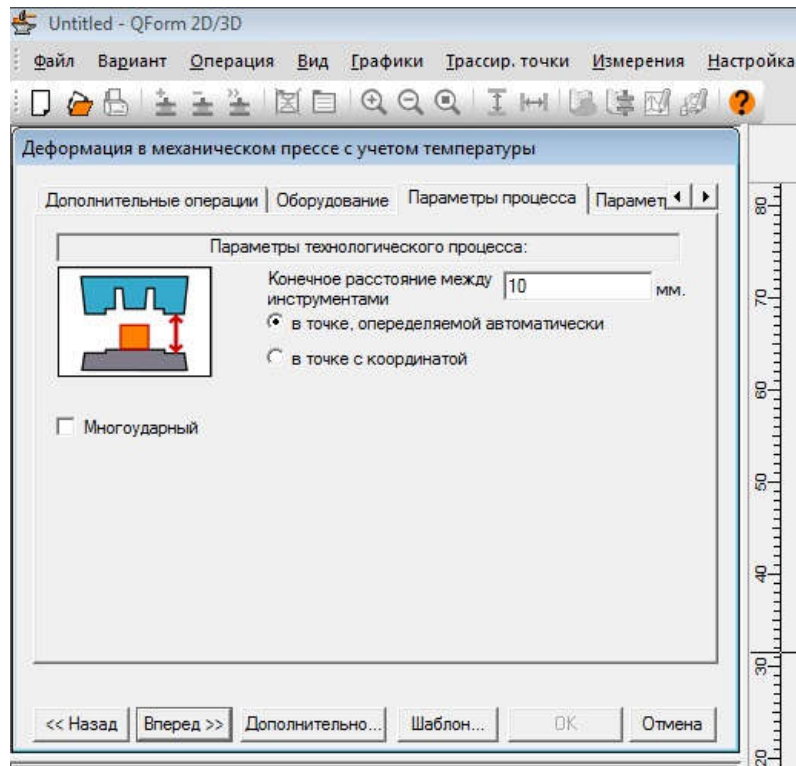 Untitled - QForm 2D/3D
Файл Вариант Операция Вид Графики Трассир. точки Измерения Настройка
Деформация в механическом прессе с учетом температуры
Дополнительные операции Оборудование Параметры процесса Парамет
Параметры технологического процесса:
Конечное расстояние между
инструментами
10 мм.
в точке, опеределяемой автоматически
в точке с координатой
Многоударный
<< Назад Вперед >> Дополнительно... Шаблон... OK Отмена
80
70
60
50
40
30
20